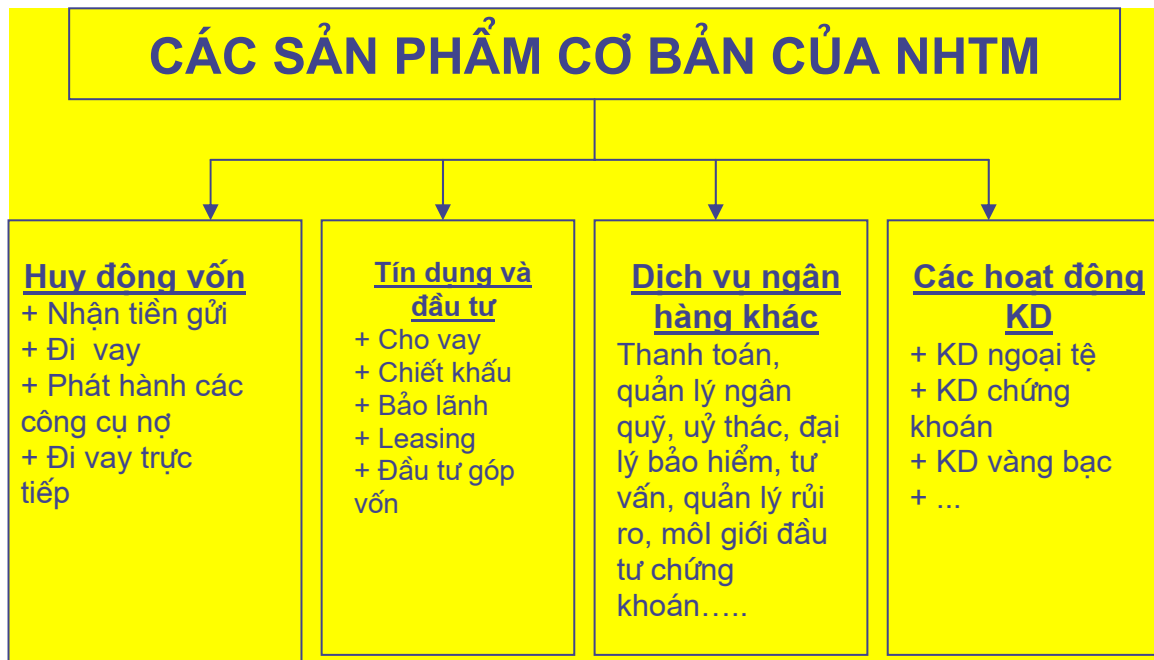 CÁC SẢN PHẨM CƠ BẢN CỦA NHTM
Huy động vốn
+ Nhận tiền gửi
+ Đi  vay
+ Phát hành các
công cụ nợ
+ Đi vay trực
tiếp
Tín dụng và
đầu tư
+ Cho vay
+ Chiết khấu
+ Bảo lãnh
+ Leasing
+ Đầu tư góp
vốn
Dịch vụ ngân
hàng khác
Thanh toán,
quản lý ngân
quỹ, uỷ thác, đại
lý bảo hiểm, tư
vấn, quản lý rủi
ro, môI giới đầu
tư chứng
khoán…..
Các hoạt động
KD
+ KD ngoại tệ
+ KD chứng
khoán
+ KD vàng bạc
+ ...